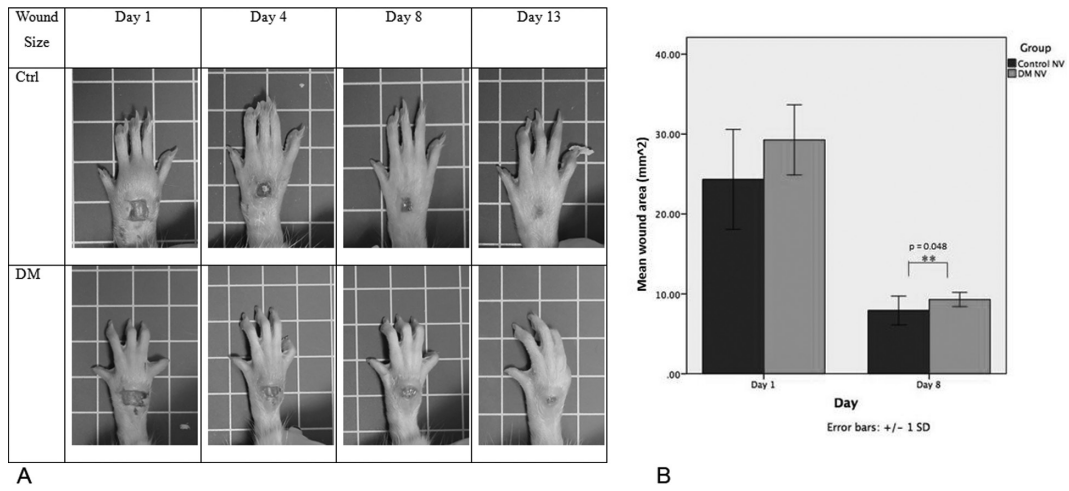 Wound Size
Day 1
Day 4
Day 8
Day 13
Ctrl
DM
A
Mean wound area (mm^2)
40.00
30.00
20.00
10.00
.00
p = 0.048
**
Day 1
Day 8
Day
Error bars: +/- 1 SD
Group
Control NV
DM NV
B